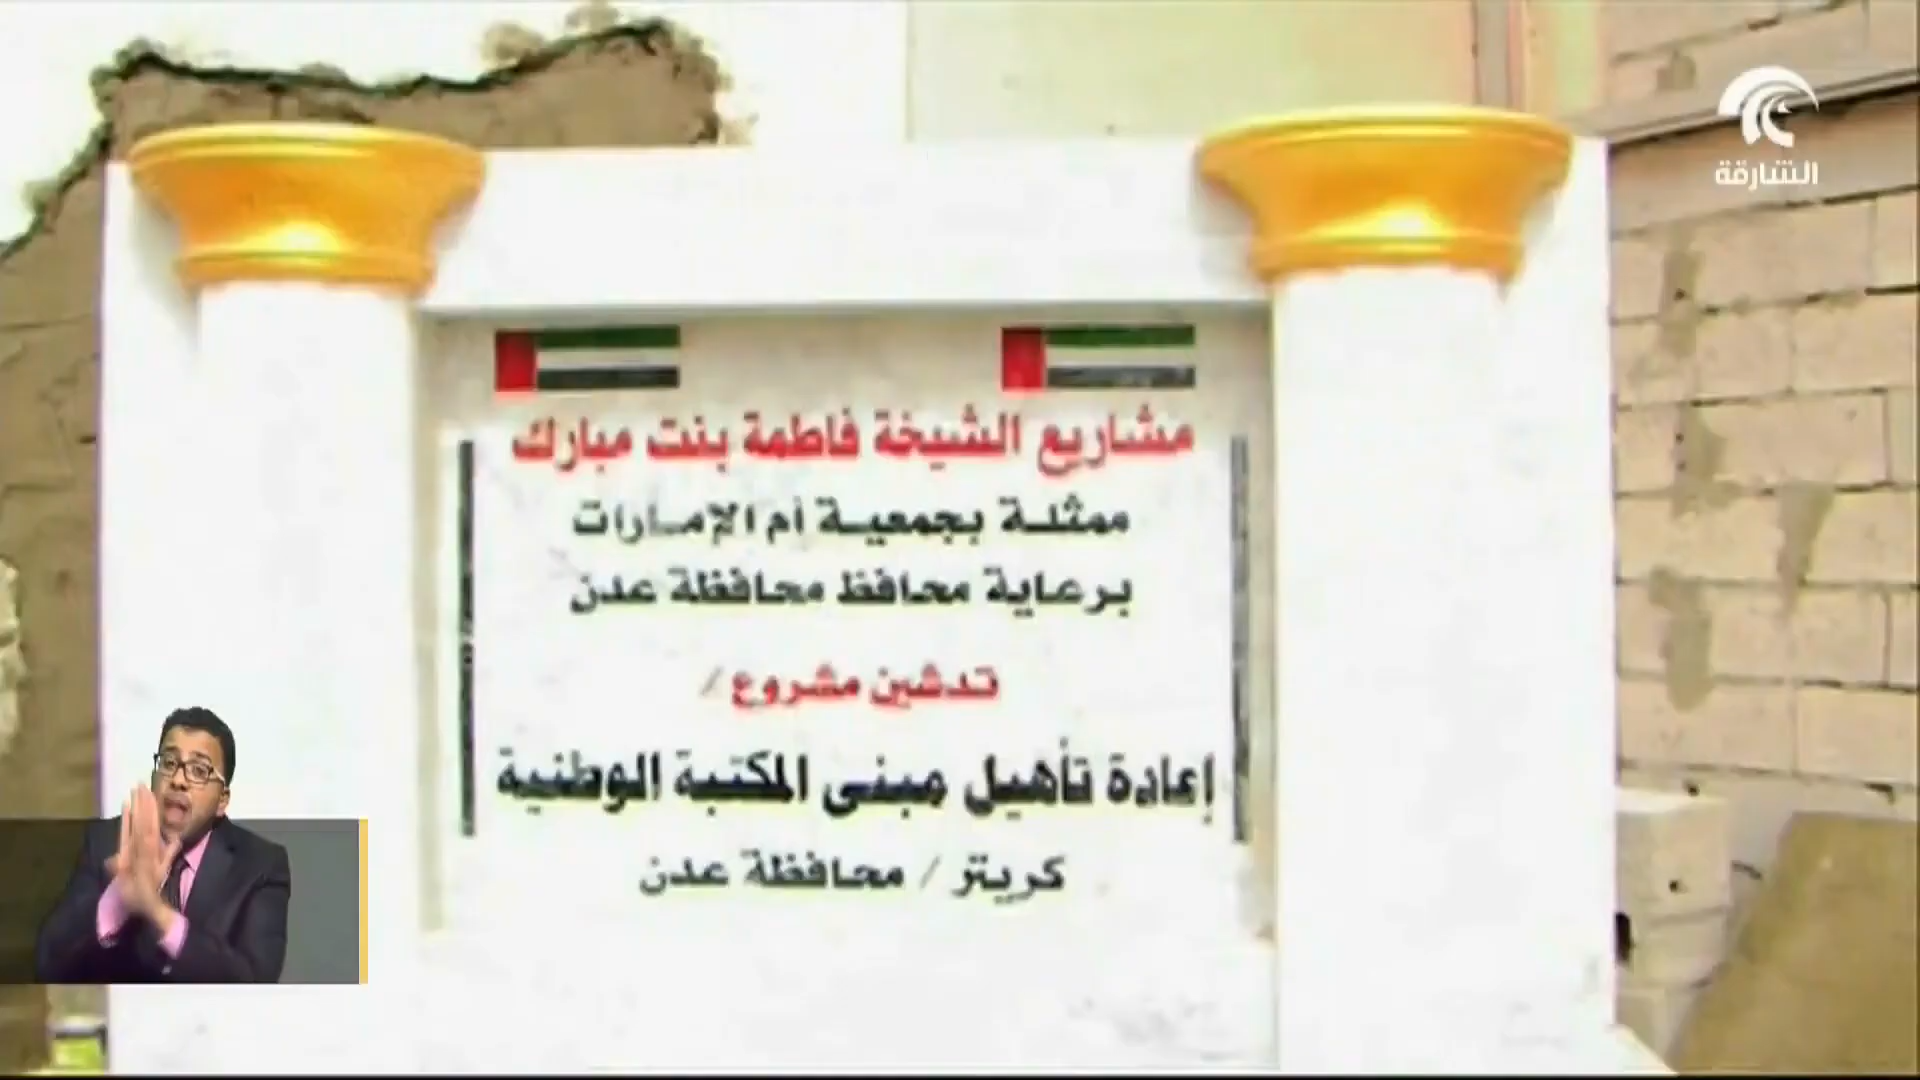 الشارقة
مشاريع الشيخة فاطمة بنت مبارك
ممثلة بجمعية أم الإمارات
برعاية محافظ محافظة عدن
تدشين مشروع /
إعادة تأهيل مبنى المكتبة الوطنية
كريتر / محافظة عدن